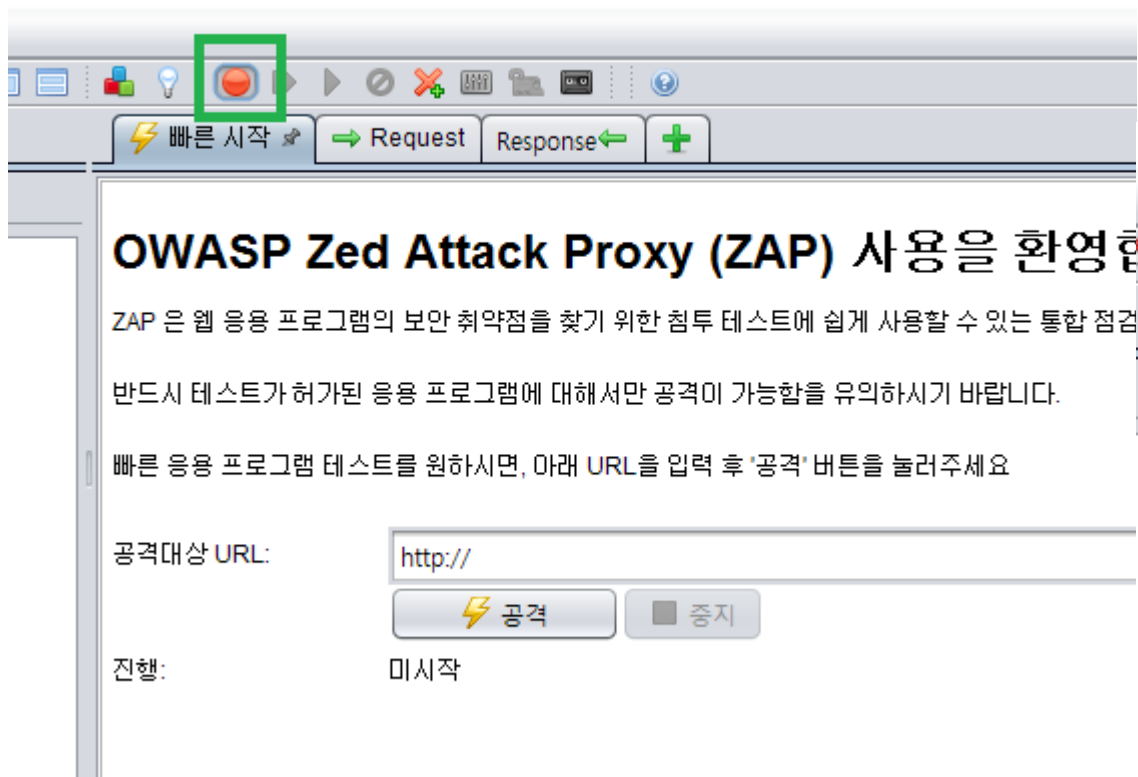 빠른 시작
Request
Response
OWASP Zed Attack Proxy (ZAP) 사용을 환영
ZAP 은 웹 응용 프로그램의 보안 취약점을 찾기 위한 침투 테스트에 쉽게 사용할 수 있는 통합 점검
반드시 테스트가 허가된 응용 프로그램에 대해서만 공격이 가능함을 유의하시기 바랍니다.
빠른 응용 프로그램 테스트를 원하시면, 아래 URL을 입력 후 '공격' 버튼을 눌러주세요
공격대상 URL:
http://
공격
중지
진행:
미시작